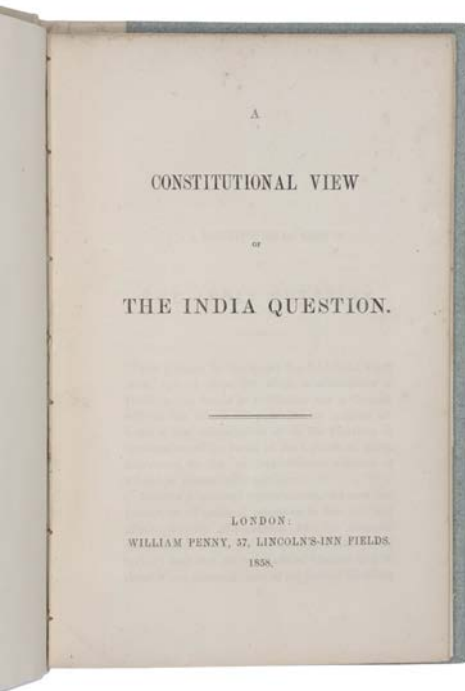 A
CONSTITUTIONAL VIEW
OF
THE INDIA QUESTION.
LONDON:
WILLIAM PENNY, 57, LINCOLN'S-INN FIELDS.
1858.